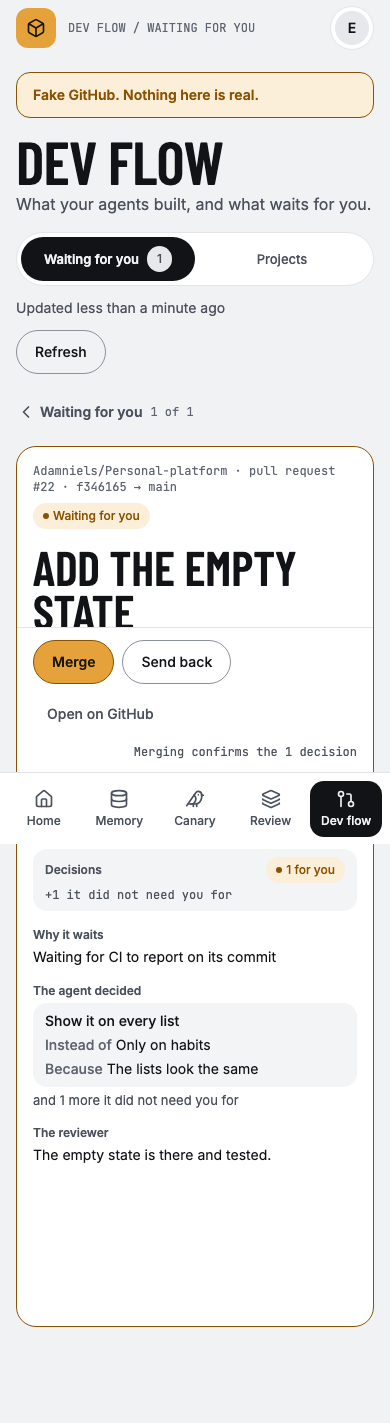 DEV FLOW / WAITING FOR YOU
E
Fake GitHub. Nothing here is real.
DEV FLOW
What your agents built, and what waits for you.
Waiting for you 1
Projects
Updated less than a minute ago
Refresh
Waiting for you 1 of 1
Adamniels/Personal-platform · pull request
#22 · f346165 → main
Waiting for you
ADD THE EMPTY
STATE
Merge
Send back
Open on GitHub
Merging confirms the 1 decision
Home
Memory
Canary
Review
Dev flow
Decisions
1 for you
+1 it did not need you for
Why it waits
Waiting for CI to report on its commit
The agent decided
Show it on every list
Instead of Only on habits
Because The lists look the same
and 1 more it did not need you for
The reviewer
The empty state is there and tested.